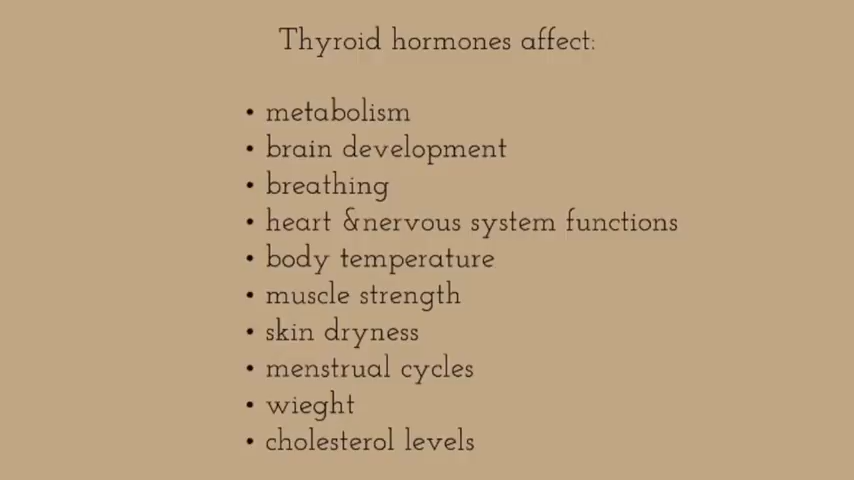 Thyroid hormones affect:
• metabolism
• brain development
• breathing
• heart &nervous system functions
• body temperature
• muscle strength
• skin dryness
• menstrual cycles
• wieght
• cholesterol levels